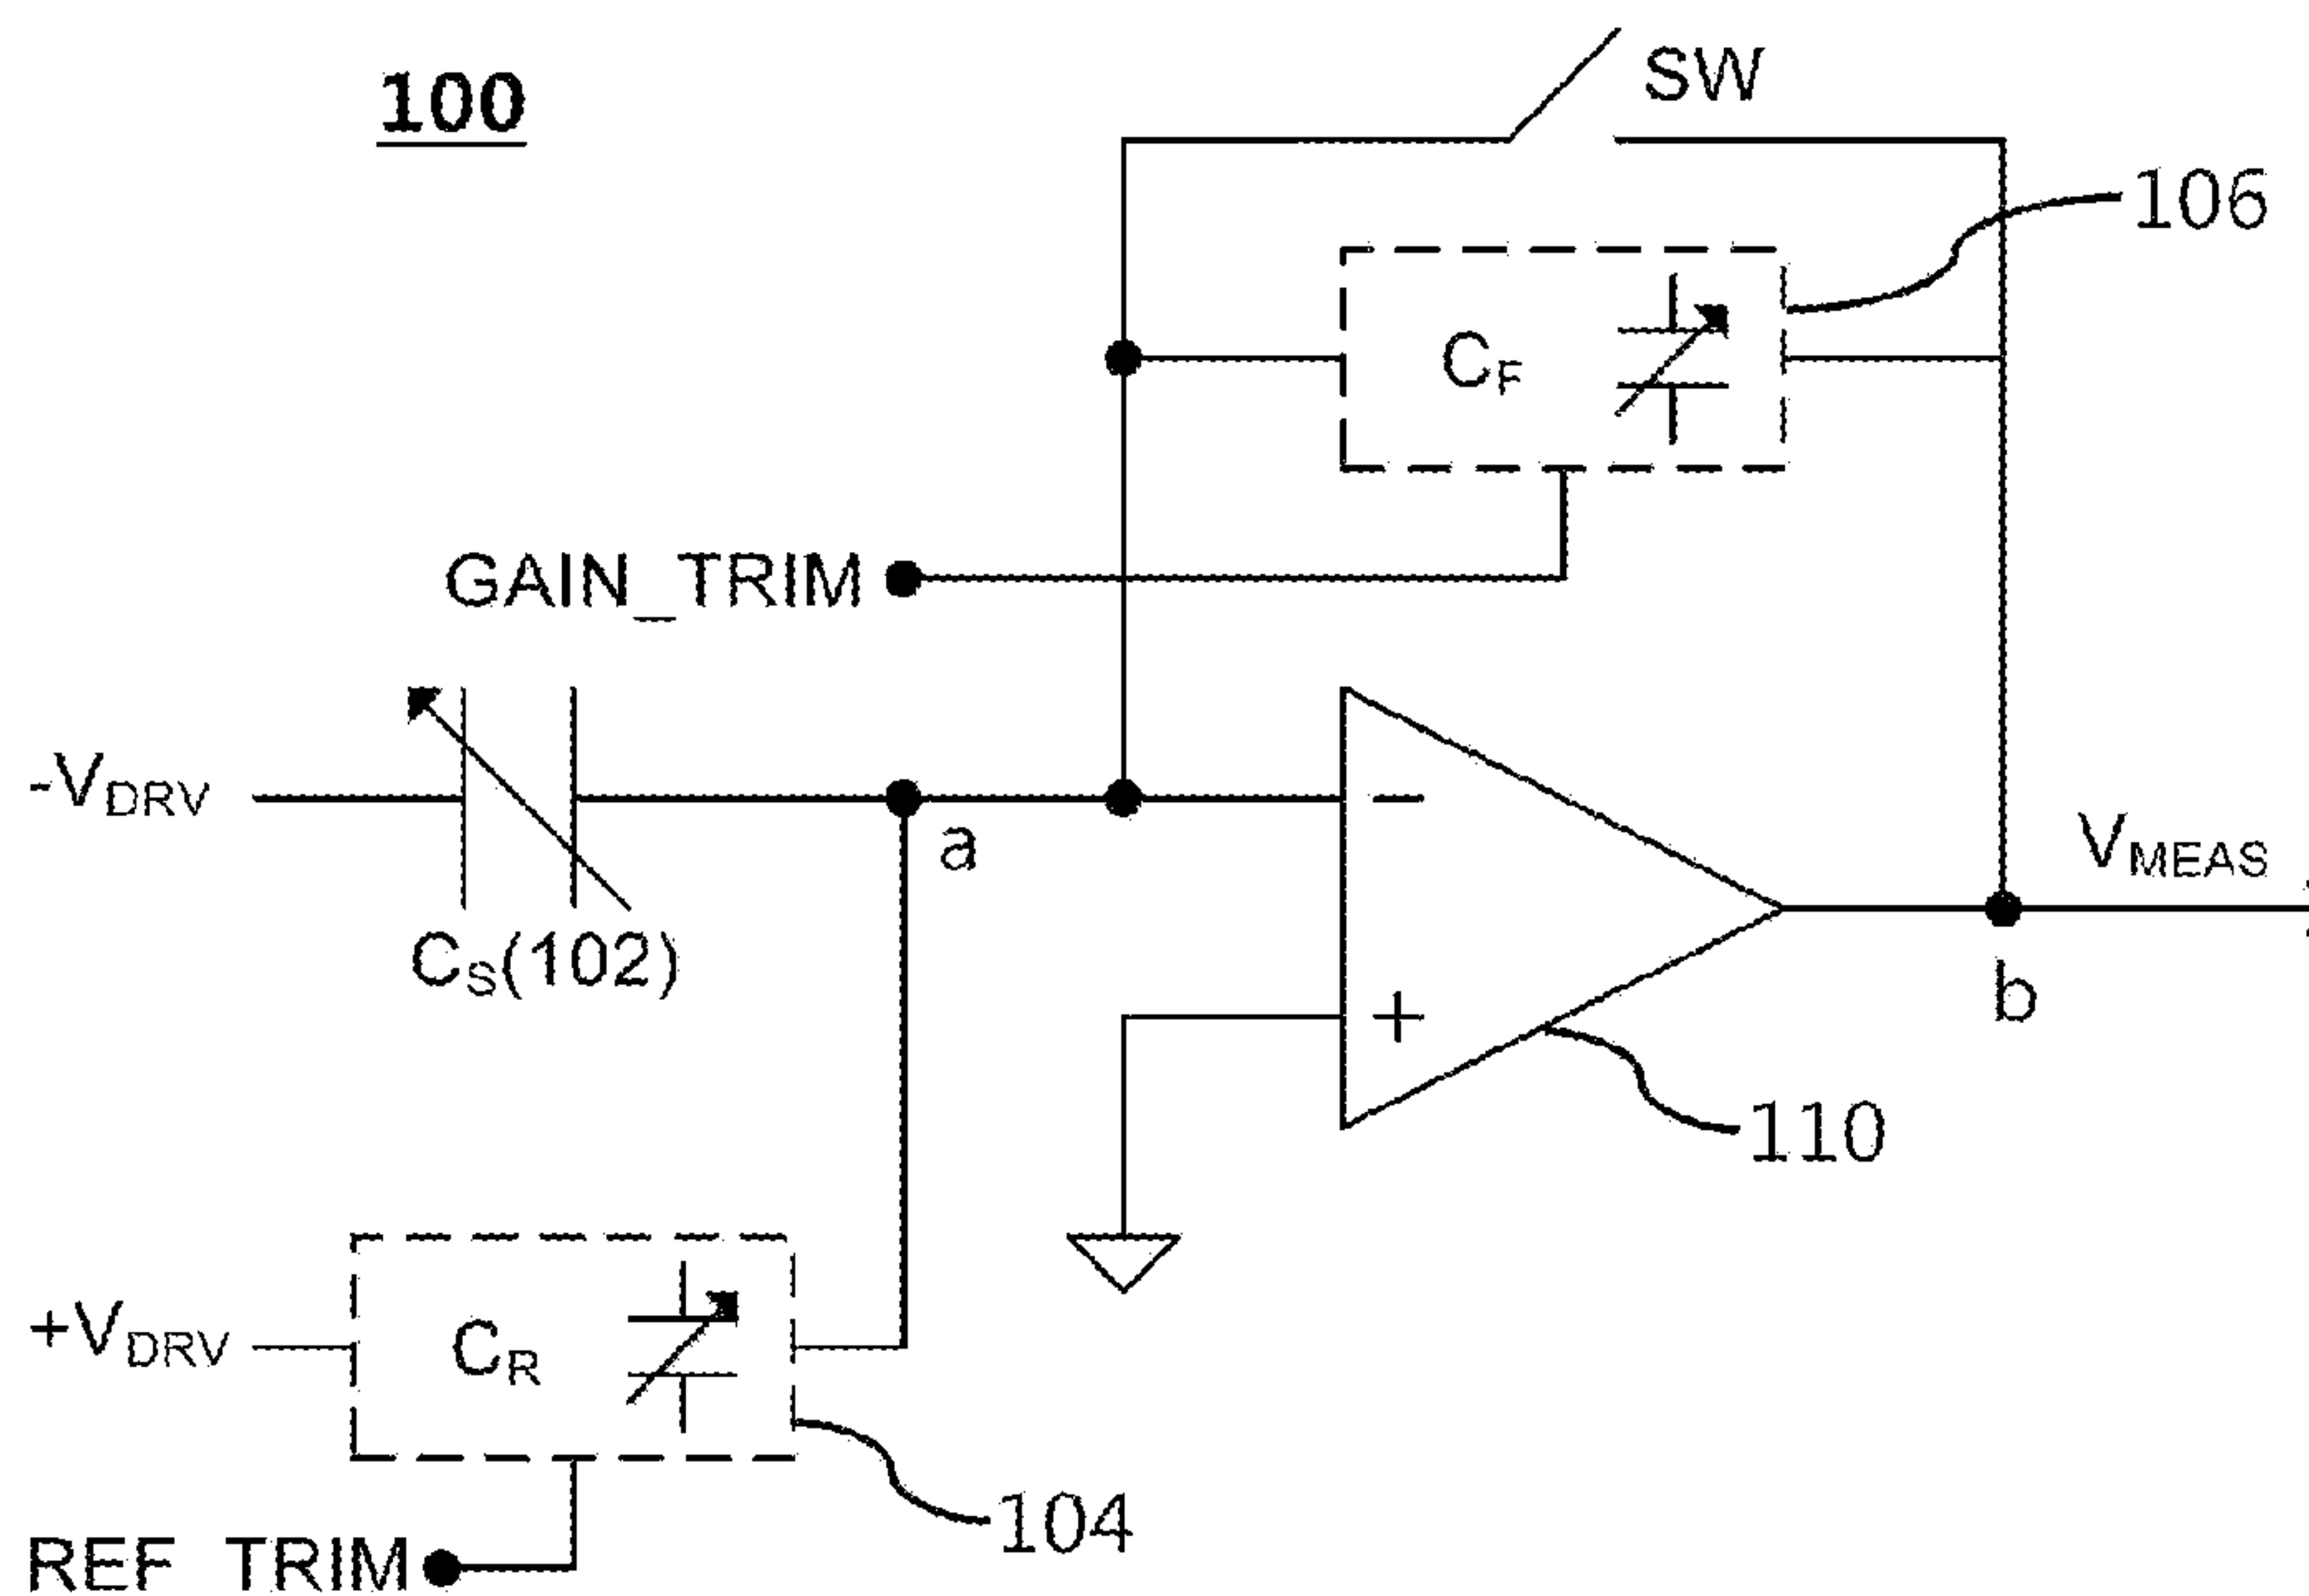 100
SW
106
CF
GAIN_TRIM
-VDRV
a
VMEAS
CS(102)
b
+
110
+VDRV
CR
104
REF_TRIM